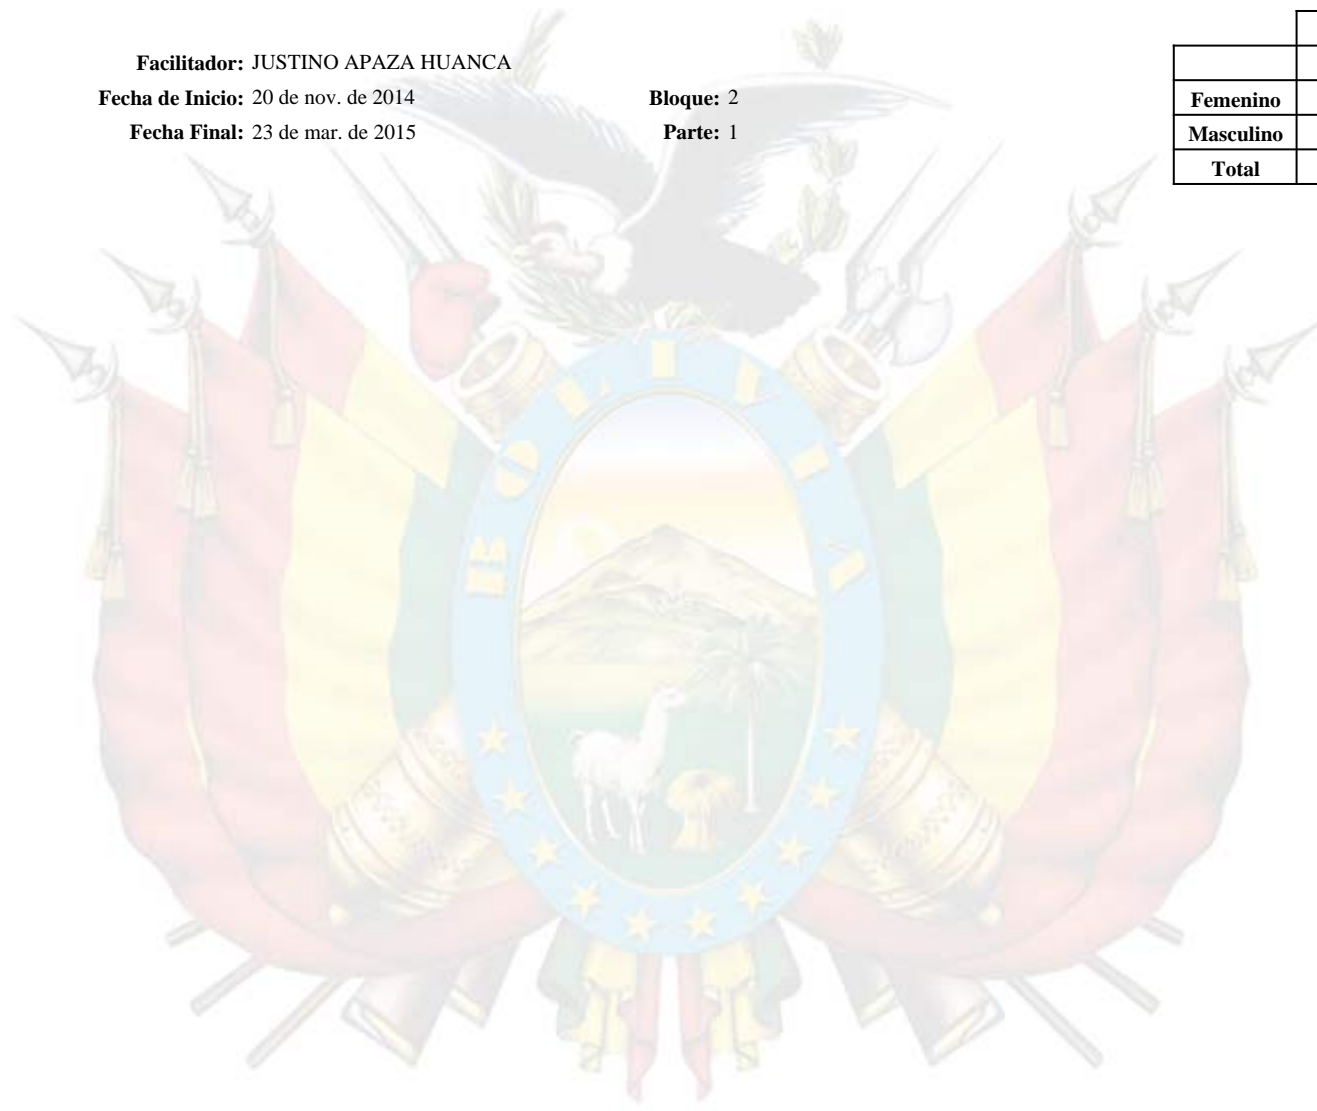 Facilitador: JUSTINO APAZA HUANCA
Fecha de Inicio: 20 de nov. de 2014 Bloque: 2
Fecha Final: 23 de mar. de 2015 Parte: 1
Femenino
Masculino
Total
BOLIVIA